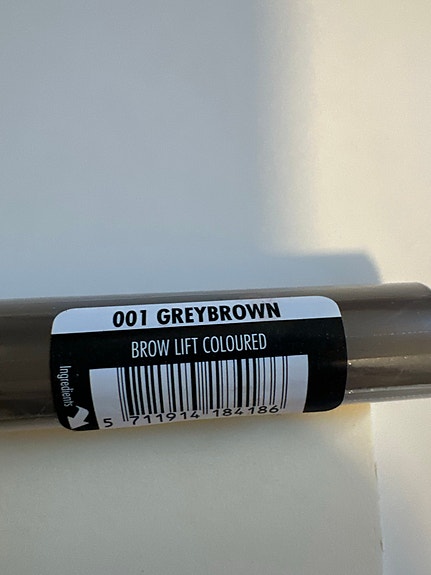 001 GREYBROWN
BROW LIFT COLOURED
Ingredients
5 711914 184186